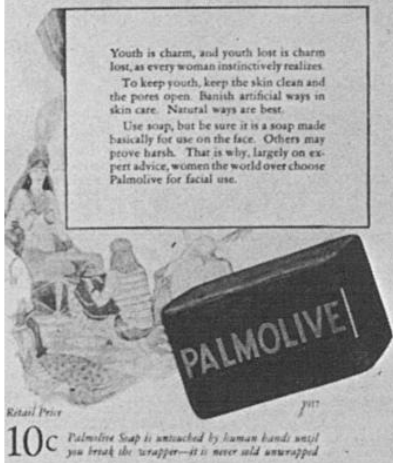 Youth is charm, and youth lost is charm
lost, as every woman instinctively realizes.
To keep youth, keep the skin clean and
the pores open. Banish artificial ways in
skin care. Natural ways are best.
Use soap, but be sure it is a soap made
basically for use on the face. Others may
prove harsh. That is why, largely on ex-
pert advice, women the world over choose
Palmolive for facial use.
PALMOLIVE
Retail Price
10c
Palmolive Soap is untouched by human hands until
you break the wrapper—it is never sold unwrapped